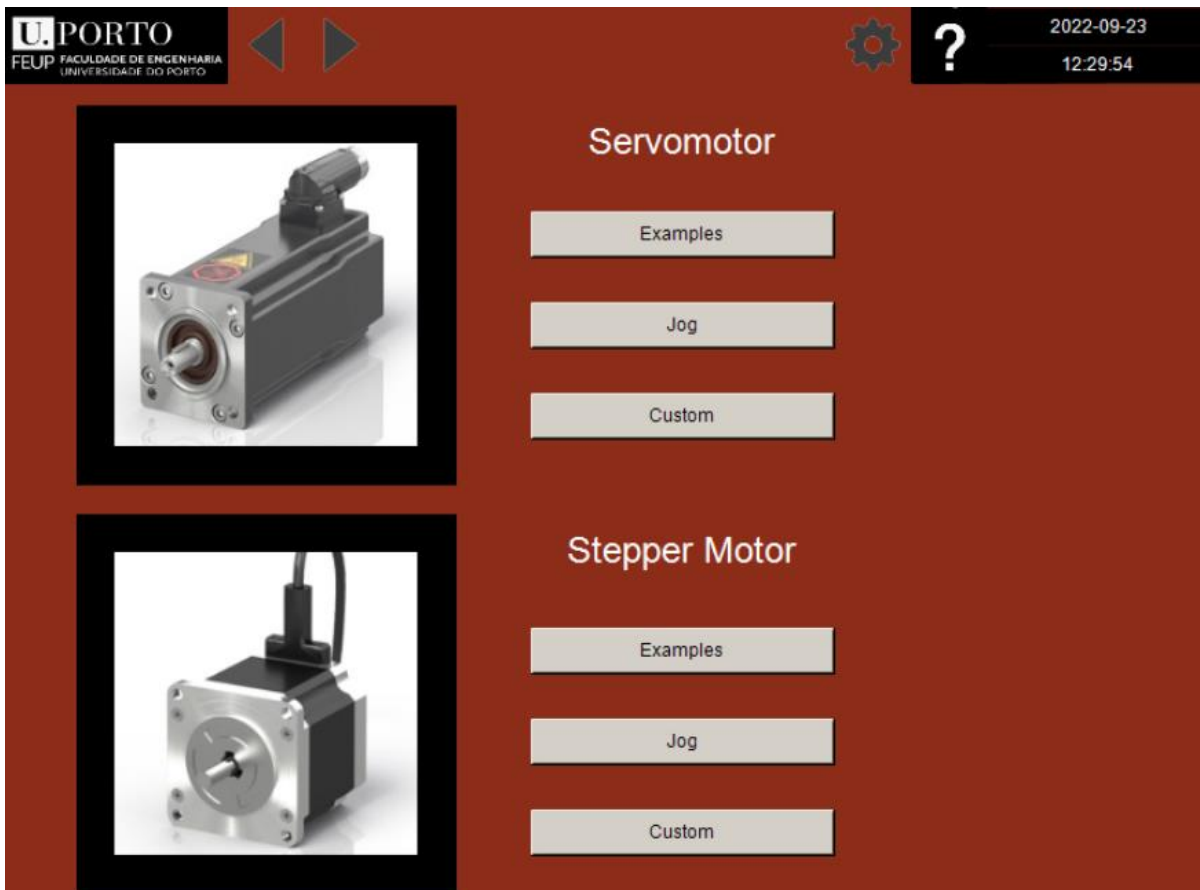 U. PORTO
FEUP FACULDADE DE ENGENHARIA
UNIVERSIDADE DO PORTO
?
2022-09-23
12:29:54
Servomotor
Examples
Jog
Custom
Stepper Motor
Examples
Jog
Custom